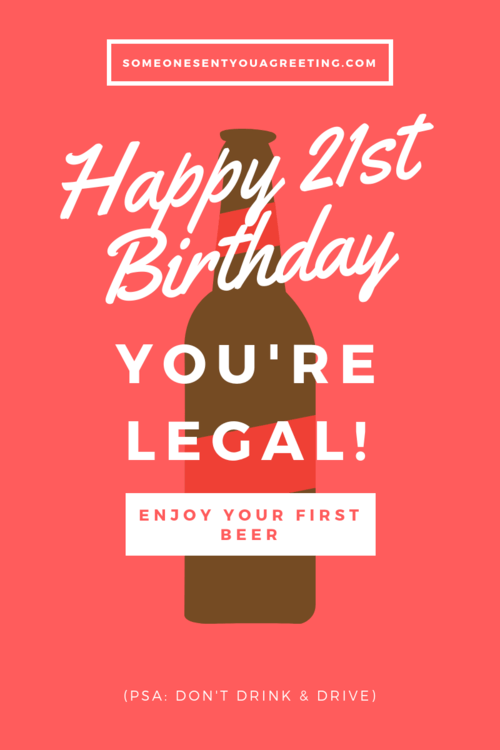 SOMEONESENTYOUAGREETING.COM
Happy 21st
Birthday
YOU'RE
LEGAL!
ENJOY YOUR FIRST
BEER
(PSA: DON'T DRINK & DRIVE)